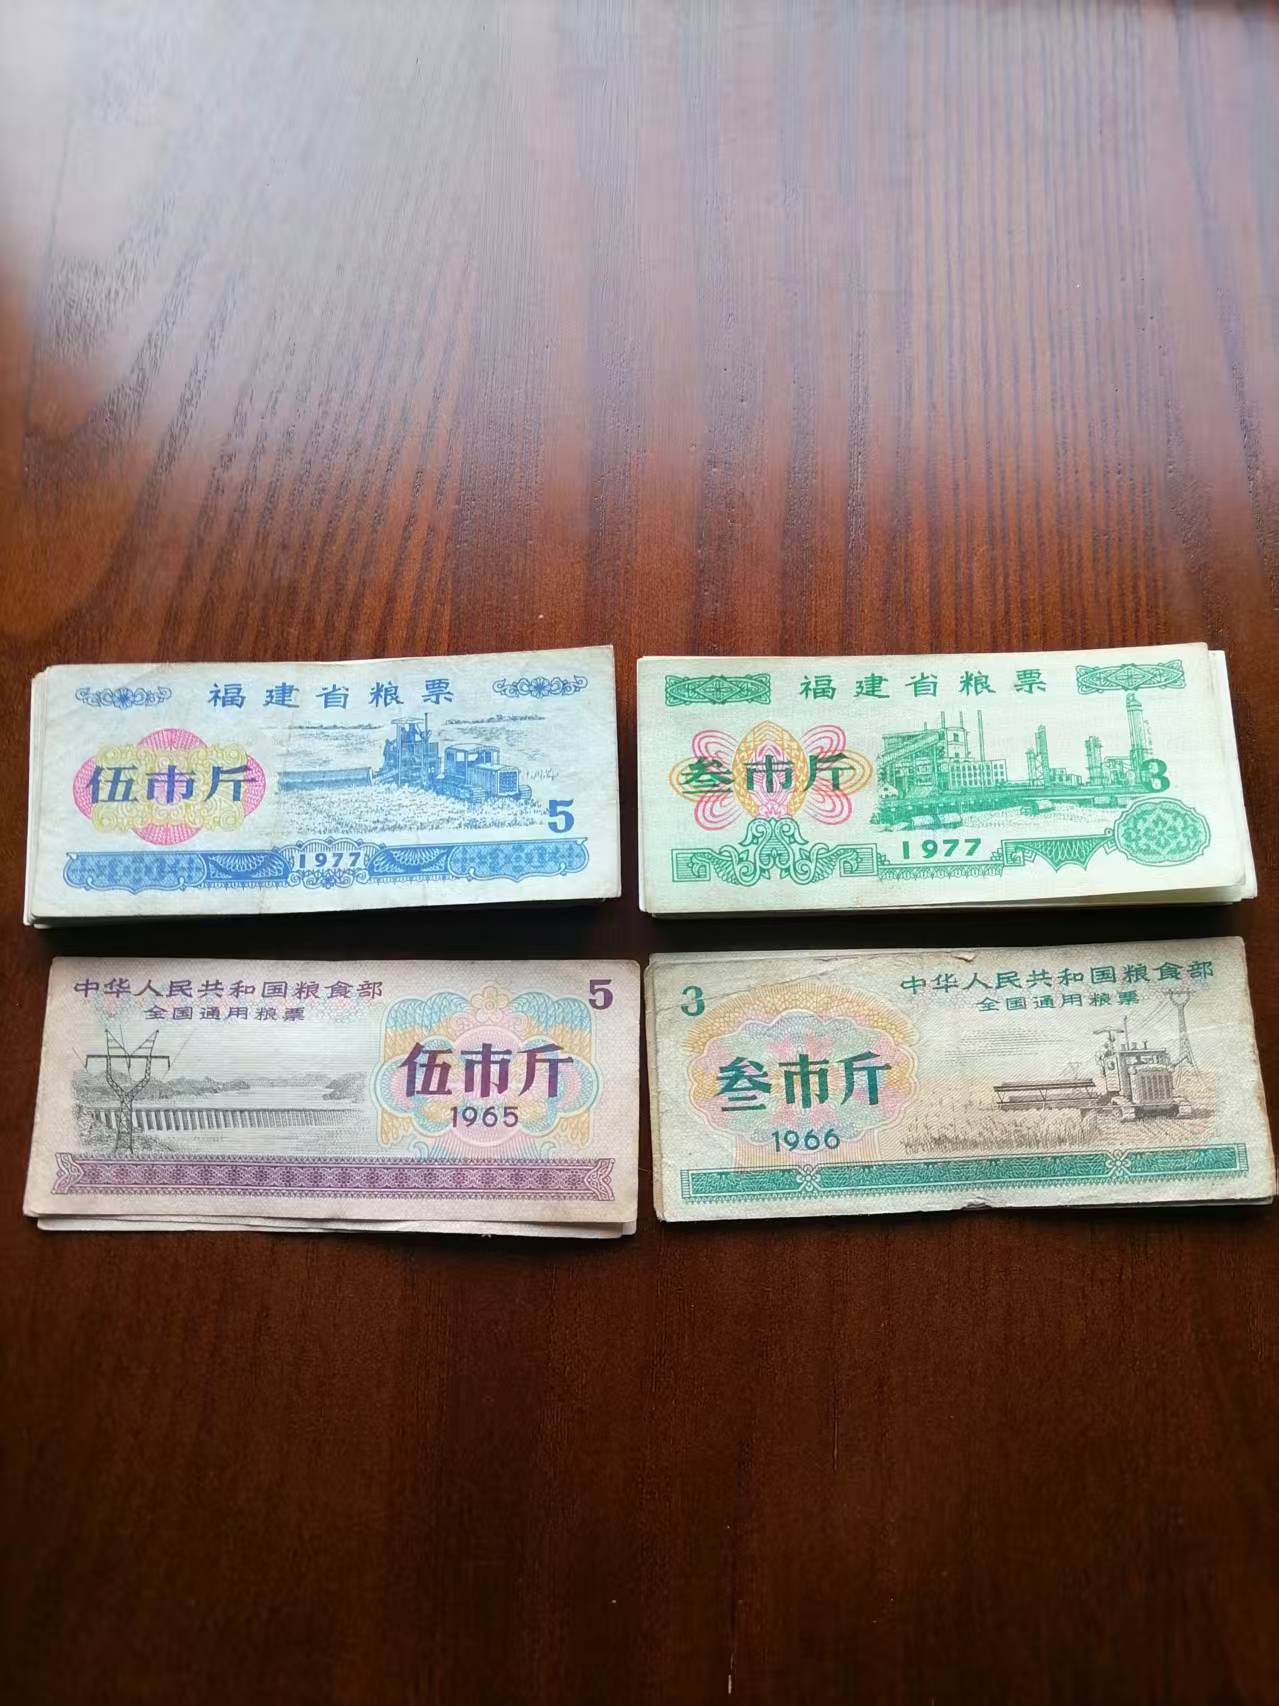 福建省粮票
伍市斤
5
1977
福建省粮票
叁市斤
3
1977
中华人民共和国粮食部
全国通用粮票
5
伍市斤
1965
3
中华人民共和国粮食部
全国通用粮票
叁市斤
1966